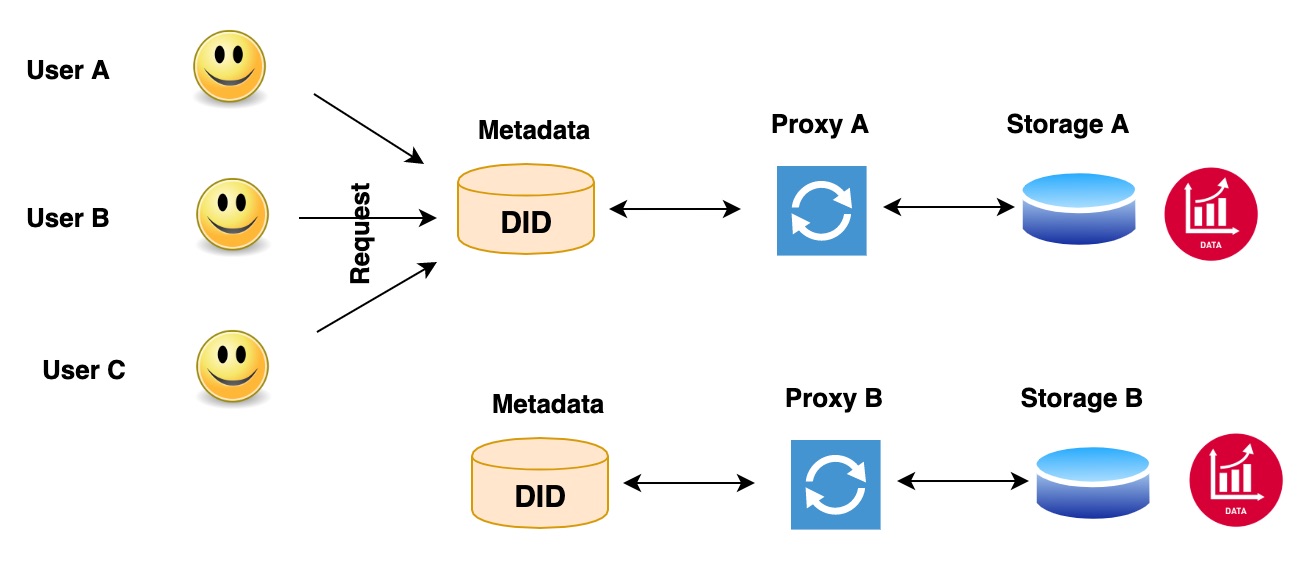 User A
User B
User C
Request
Metadata
DID
Proxy A
Storage A
DATA
Metadata
DID
Proxy B
Storage B
DATA